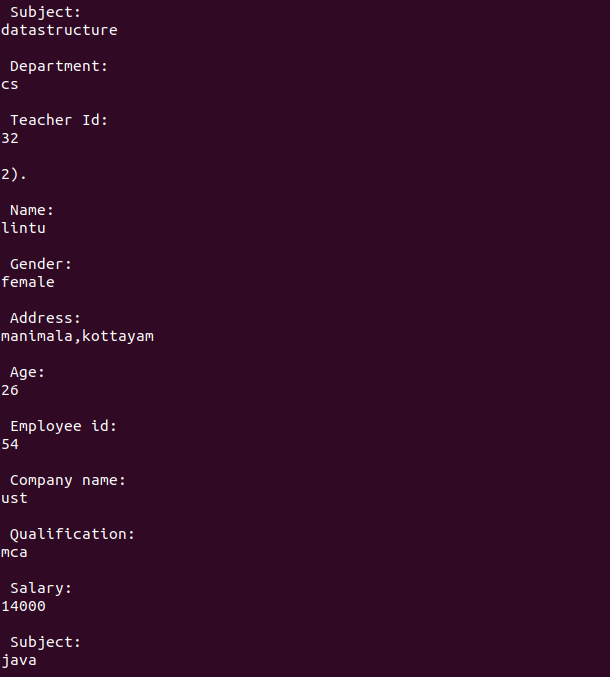 Subject:
datastructure
Department:
cs
Teacher Id:
32
2).
Name:
lintu
Gender:
female
Address:
manimala,kottayam
Age:
26
Employee id:
54
Company name:
ust
Qualification:
mca
Salary:
14000
Subject:
java